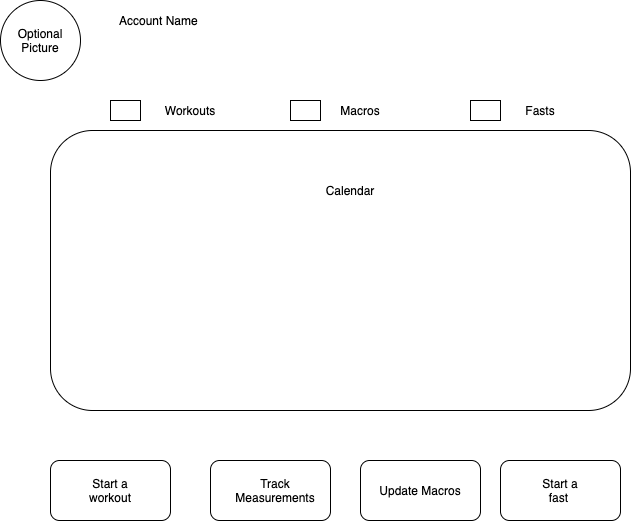 Optional
Picture
Account Name
Workouts
Macros
Fasts
Calendar
Start a
workout
Track
Measurements
Update Macros
Start a
fast